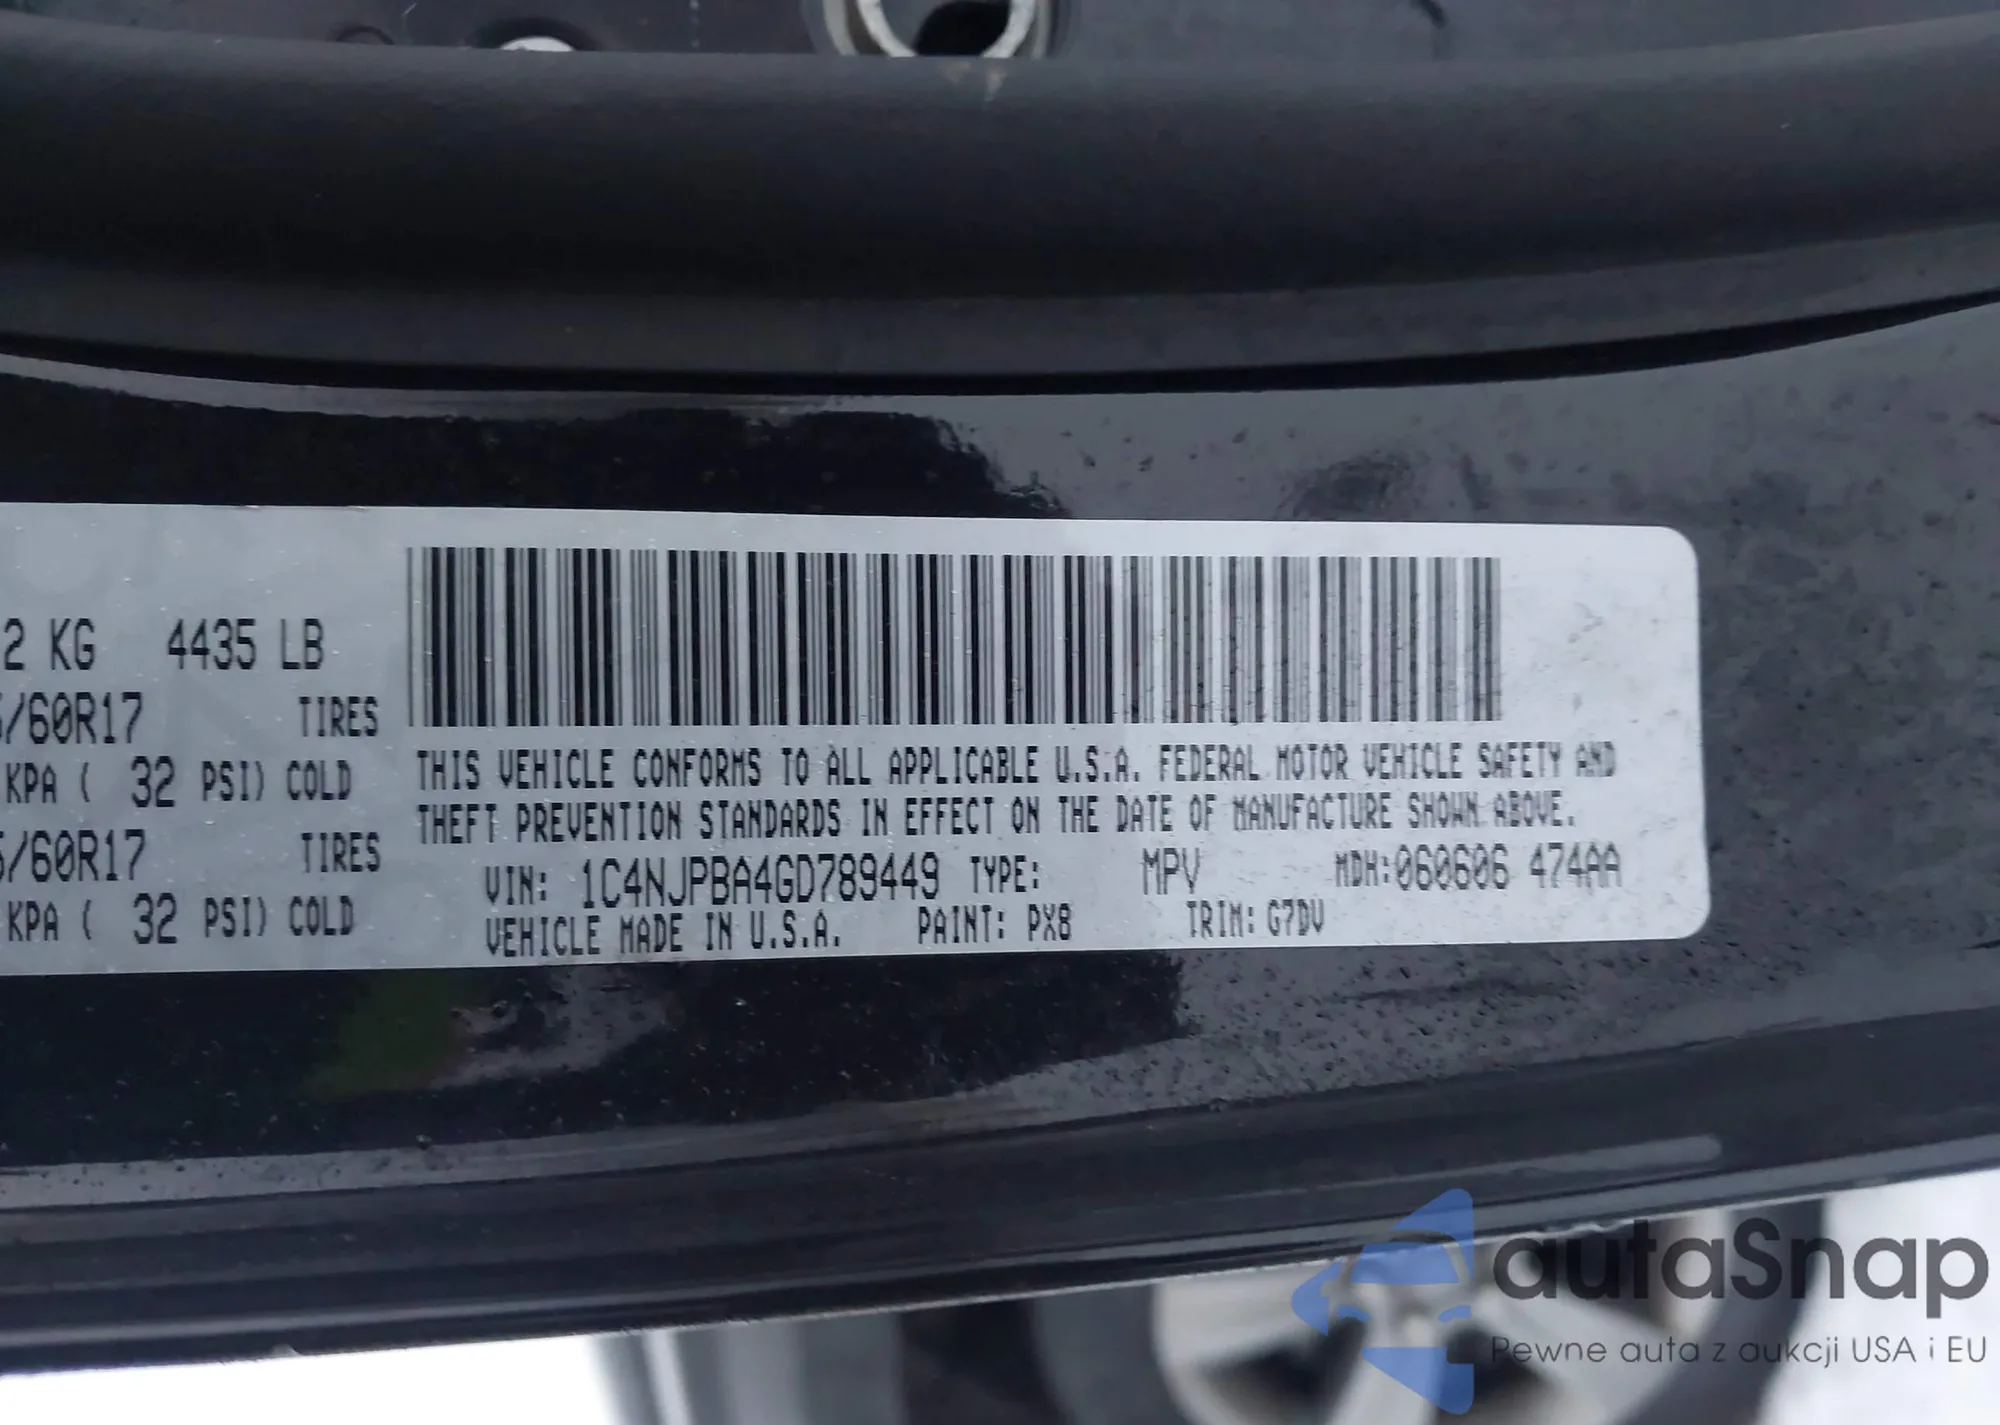 2 KG 4435 LB
/60R17 TIRES
KPA ( 32 PSI) COLD
/60R17 TIRES
KPA ( 32 PSI) COLD
THIS VEHICLE CONFORMS TO ALL APPLICABLE U.S.A. FEDERAL MOTOR VEHICLE SAFETY AND
THEFT PREVENTION STANDARDS IN EFFECT ON THE DATE OF MANUFACTURE SHOWN ABOVE.
VIN: 1C4NJPBA4GD789449 TYPE: MPV MDH:060606 474AA
VEHICLE MADE IN U.S.A. PAINT: PX8 TRIM: G7DV
autaSnap
Pewne auta z aukcji USA i EU